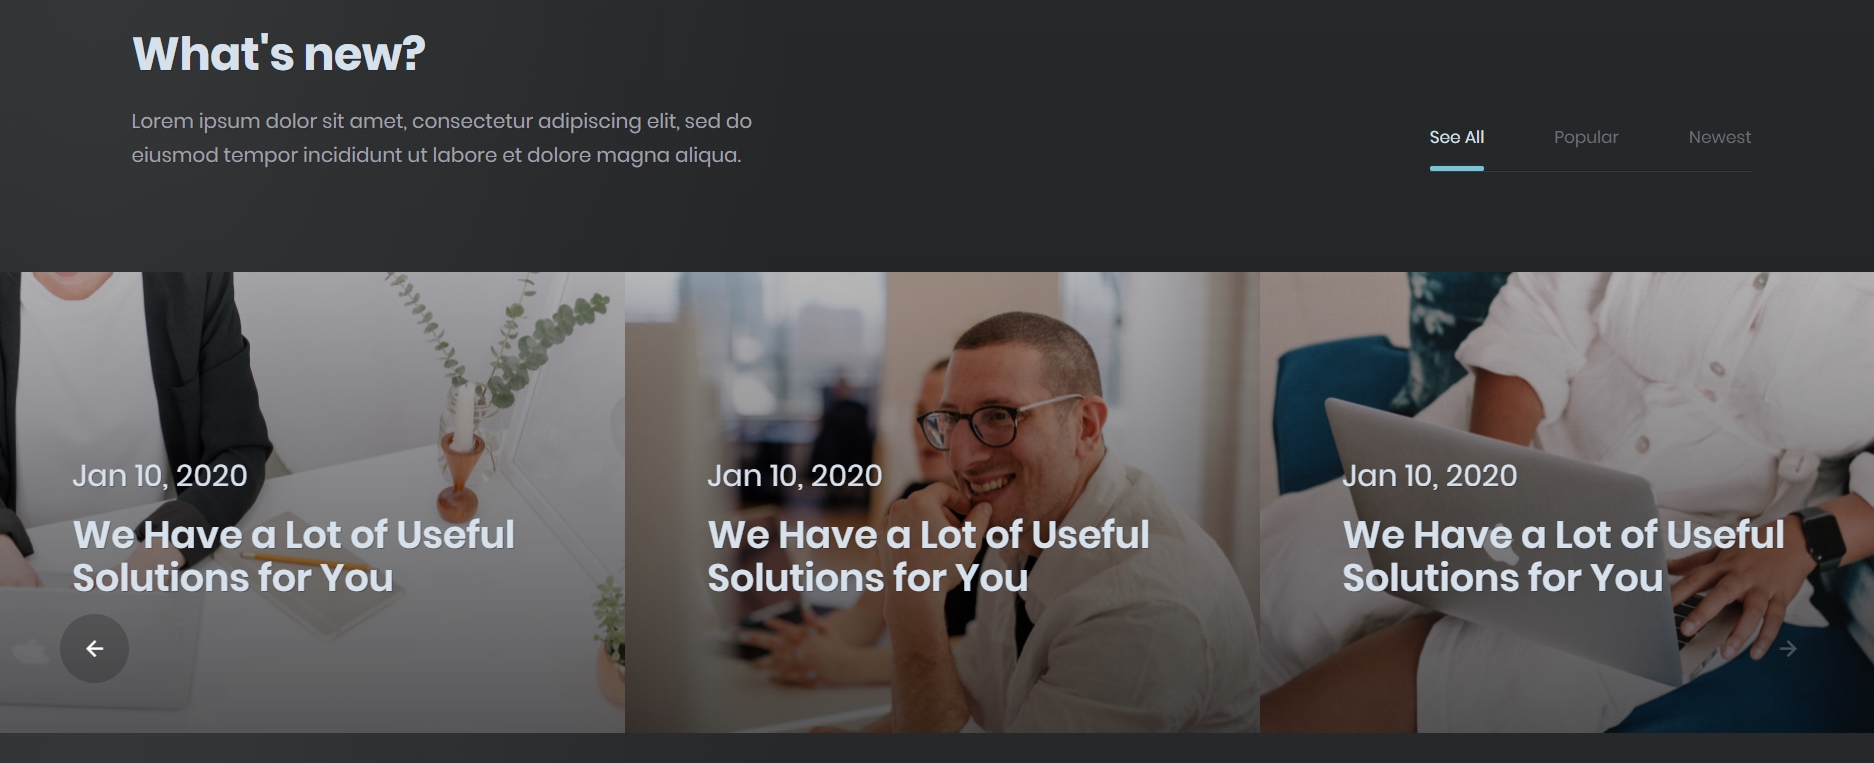 What's new?
Lorem ipsum dolor sit amet, consectetur adipiscing elit, sed do
eiusmod tempor incididunt ut labore et dolore magna aliqua.
See All
Popular
Newest
Jan 10, 2020
We Have a Lot of Useful
Solutions for You
Jan 10, 2020
We Have a Lot of Useful
Solutions for You
Jan 10, 2020
We Have a Lot of Useful
Solutions for You